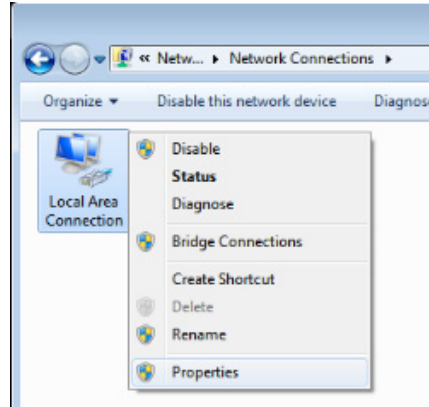 « Netw... ▸ Network Connections ▸
Organize ▾ Disable this network device Diagnos
Local Area
Connection
Disable
Status
Diagnose
Bridge Connections
Create Shortcut
Delete
Rename
Properties